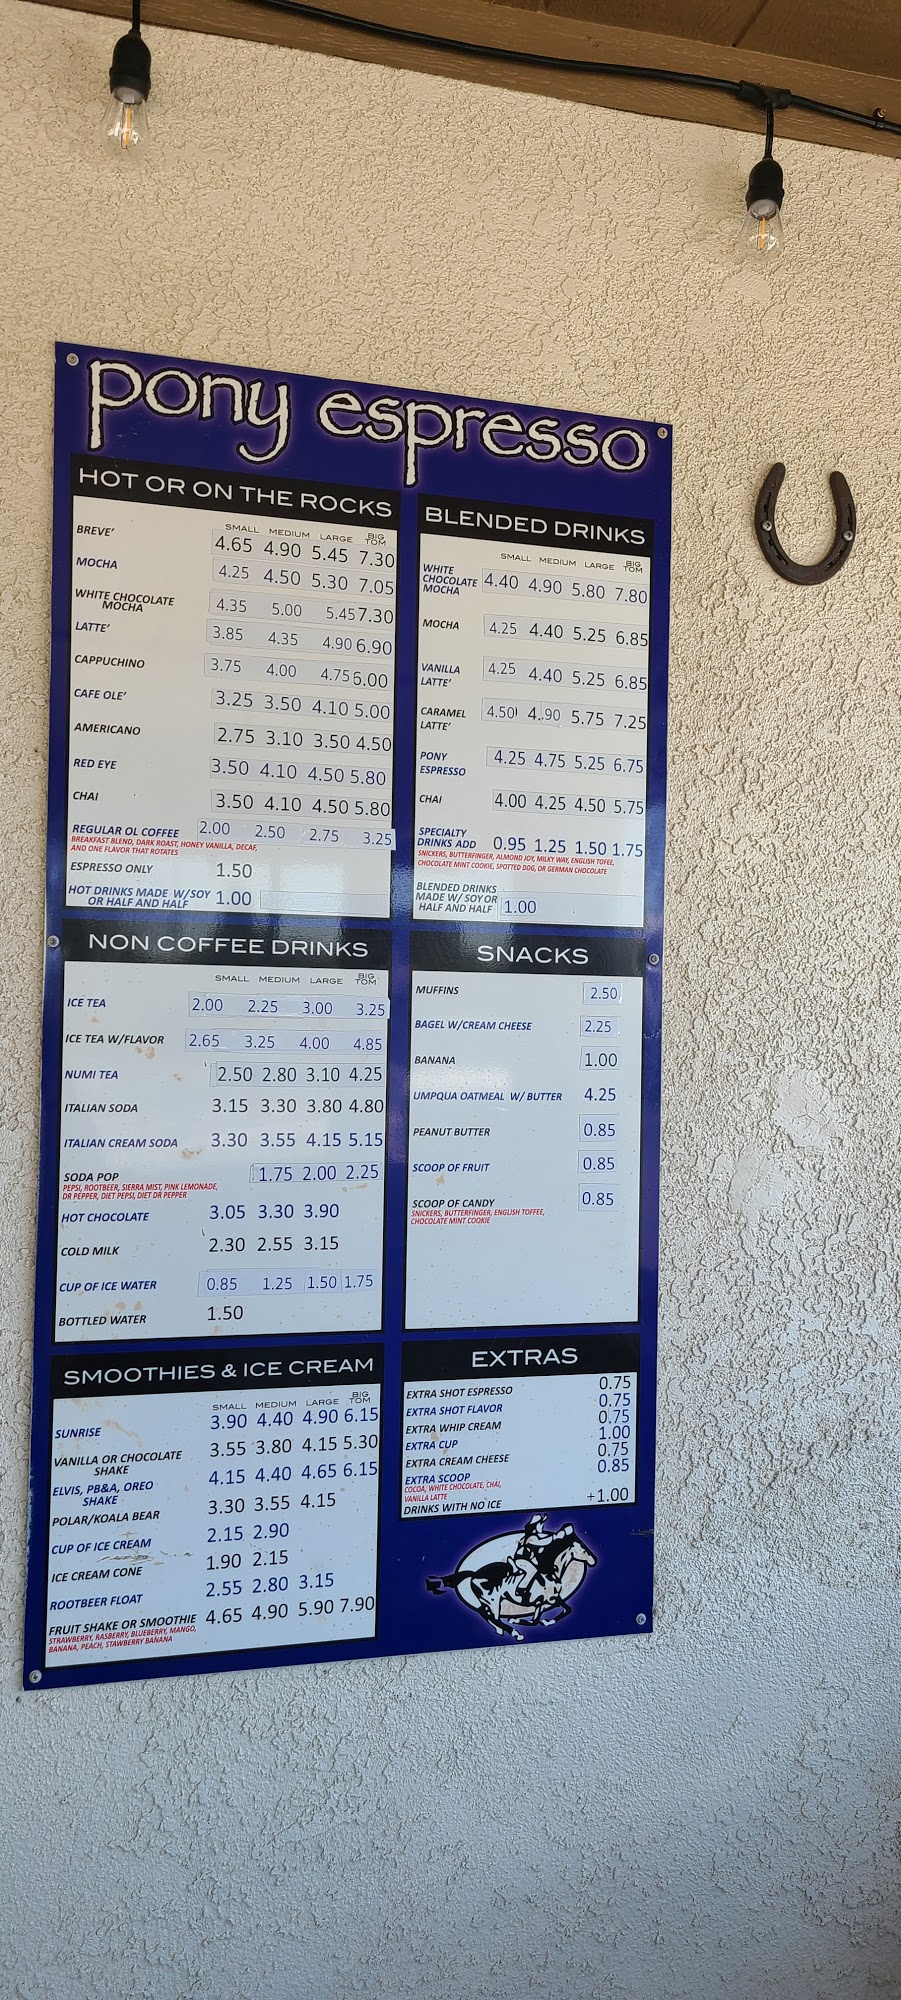 pony espresso
HOT OR ON THE ROCKS
SMALL MEDIUM LARGE BIG TOM
BREVE' 4.65 4.90 5.45 7.30
MOCHA 4.25 4.50 5.30 7.05
WHITE CHOCOLATE
MOCHA 4.35 5.00 5.45 7.30
LATTE' 3.85 4.35 4.90 6.90
CAPPUCHINO 3.75 4.00 4.75 6.00
CAFE OLE' 3.25 3.50 4.10 5.00
AMERICANO 2.75 3.10 3.50 4.50
RED EYE 3.50 4.10 4.50 5.80
CHAI 3.50 4.10 4.50 5.80
REGULAR OL COFFEE 2.00 2.50 2.75 3.25
BREAKFAST BLEND, DARK ROAST, HONEY VANILLA, DECAF,
AND ONE FLAVOR THAT ROTATES
ESPRESSO ONLY 1.50
HOT DRINKS MADE W/SOY
OR HALF AND HALF 1.00
BLENDED DRINKS
SMALL MEDIUM LARGE BIG TOM
WHITE
CHOCOLATE
MOCHA 4.40 4.90 5.80 7.80
MOCHA 4.25 4.40 5.25 6.85
VANILLA
LATTE' 4.25 4.40 5.25 6.85
CARAMEL
LATTE' 4.50 4.90 5.75 7.25
PONY
ESPRESSO 4.25 4.75 5.25 6.75
CHAI 4.00 4.25 4.50 5.75
SPECIALTY
DRINKS ADD 0.95 1.25 1.50 1.75
SNICKERS, BUTTERFINGER, ALMOND JOY, MILKY WAY, ENGLISH TOFEE,
CHOCOLATE MINT COOKIE, SPOTTED DOG, OR GERMAN CHOCOLATE
BLENDED DRINKS
MADE W/ SOY OR
HALF AND HALF 1.00
NON COFFEE DRINKS
SMALL MEDIUM LARGE BIG TOM
ICE TEA 2.00 2.25 3.00 3.25
ICE TEA W/FLAVOR 2.65 3.25 4.00 4.85
NUMI TEA 2.50 2.80 3.10 4.25
ITALIAN SODA 3.15 3.30 3.80 4.80
ITALIAN CREAM SODA 3.30 3.55 4.15 5.15
SODA POP 1.75 2.00 2.25
PEPSI, ROOTBEER, SIERRA MIST, PINK LEMONADE,
DR PEPPER, DIET PEPSI, DIET DR PEPPER
HOT CHOCOLATE 3.05 3.30 3.90
COLD MILK 2.30 2.55 3.15
CUP OF ICE WATER 0.85 1.25 1.50 1.75
BOTTLED WATER 1.50
SNACKS
MUFFINS 2.50
BAGEL W/CREAM CHEESE 2.25
BANANA 1.00
UMPQUA OATMEAL W/ BUTTER 4.25
PEANUT BUTTER 0.85
SCOOP OF FRUIT 0.85
SCOOP OF CANDY 0.85
SNICKERS, BUTTERFINGER, ENGLISH TOFFEE,
CHOCOLATE MINT COOKIE
SMOOTHIES & ICE CREAM
SMALL MEDIUM LARGE BIG TOM
SUNRISE 3.90 4.40 4.90 6.15
VANILLA OR CHOCOLATE
SHAKE 3.55 3.80 4.15 5.30
ELVIS, PB&A, OREO
SHAKE 4.15 4.40 4.65 6.15
POLAR/KOALA BEAR 3.30 3.55 4.15
CUP OF ICE CREAM 2.15 2.90
ICE CREAM CONE 1.90 2.15
ROOTBEER FLOAT 2.55 2.80 3.15
FRUIT SHAKE OR SMOOTHIE 4.65 4.90 5.90 7.90
STRAWBERRY, RASBERRY, BLUEBERRY, MANGO,
BANANA, PEACH, STAWBERRY BANANA
EXTRAS
EXTRA SHOT ESPRESSO 0.75
EXTRA SHOT FLAVOR 0.75
EXTRA WHIP CREAM 0.75
EXTRA CUP 1.00
EXTRA CREAM CHEESE 0.75
EXTRA SCOOP 0.85
COCOA, WHITE CHOCOLATE, CHAI,
VANILLA LATTE
DRINKS WITH NO ICE +1.00